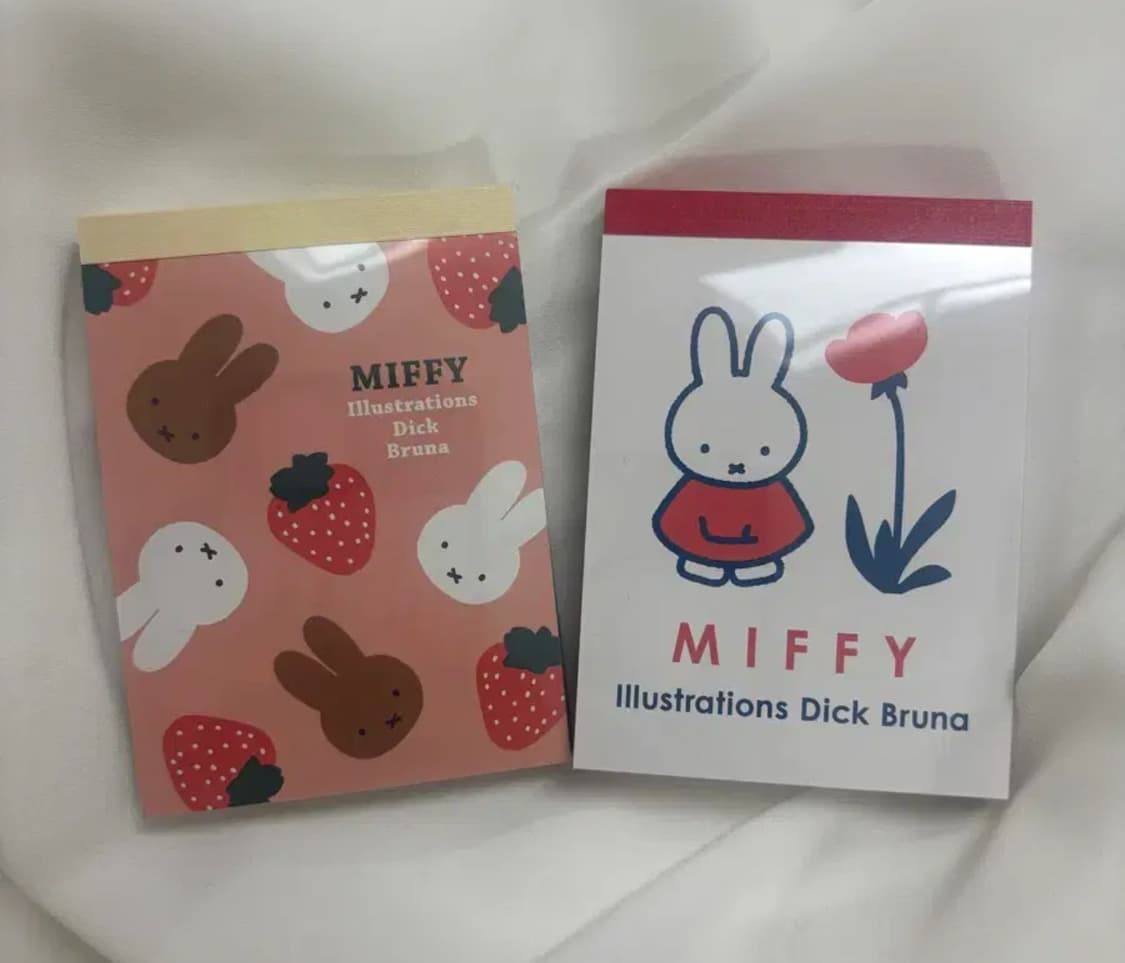 MIFFY
Illustrations
Dick
Bruna
MIFFY
Illustrations Dick Bruna